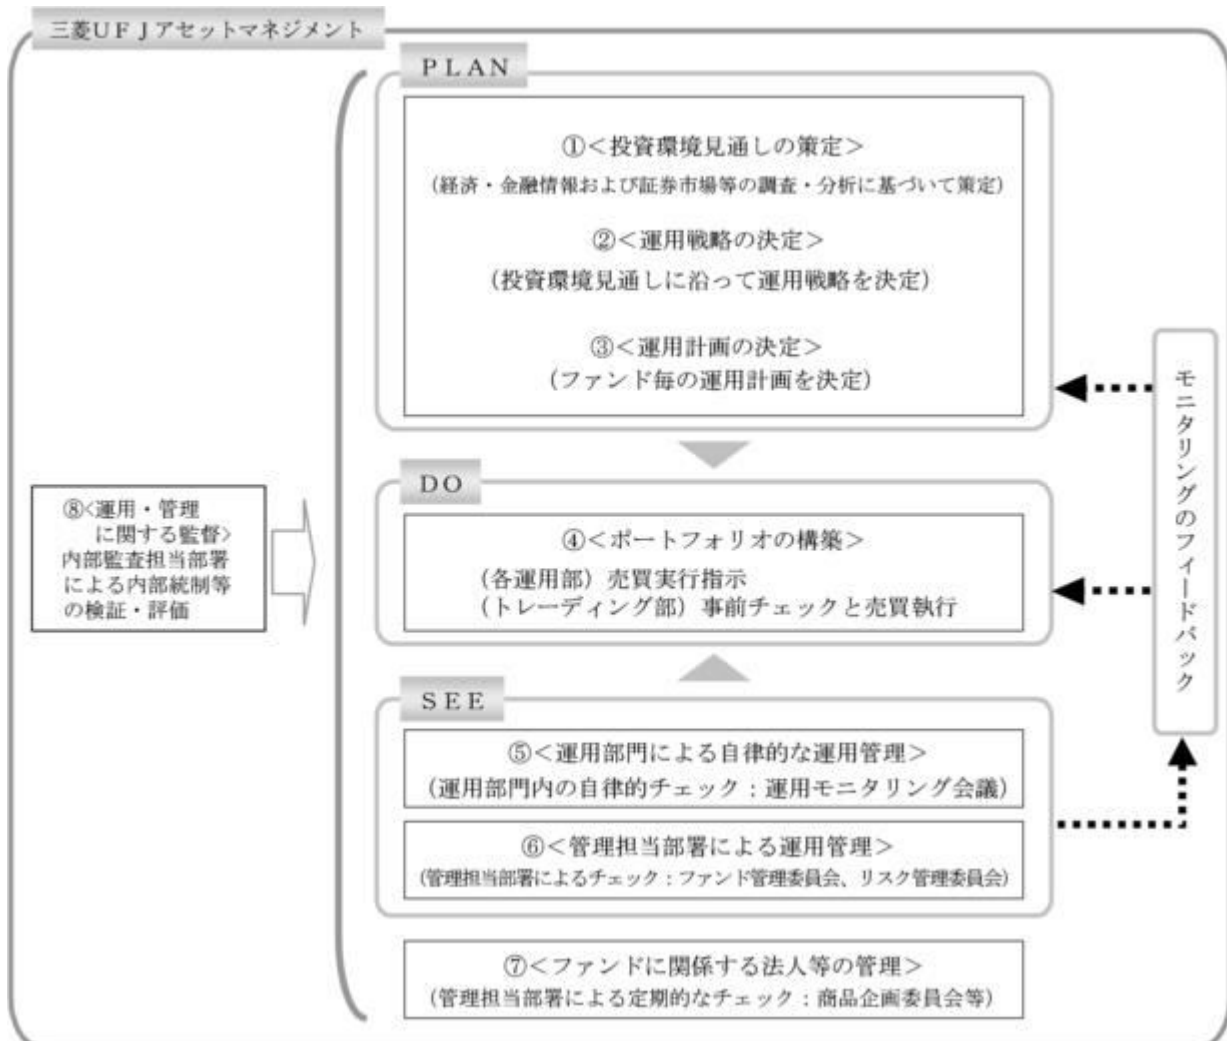 三菱ＵＦＪアセットマネジメント
ＰＬＡＮ
①＜投資環境見通しの策定＞
(経済・金融情報および証券市場等の調査・分析に基づいて策定)
②＜運用戦略の決定＞
(投資環境見通しに沿って運用戦略を決定)
③＜運用計画の決定＞
(ファンド毎の運用計画を決定)
ＤＯ
④＜ポートフォリオの構築＞
(各運用部) 売買実行指示
(トレーディング部) 事前チェックと売買執行
ＳＥＥ
⑤＜運用部門による自律的な運用管理＞
(運用部門内の自律的チェック：運用モニタリング会議)
⑥＜管理担当部署による運用管理＞
(管理担当部署によるチェック：ファンド管理委員会、リスク管理委員会)
⑦＜ファンドに関係する法人等の管理＞
(管理担当部署による定期的なチェック：商品企画委員会等)
⑧<運用・管理
に関する監督>
内部監査担当部署
による内部統制等
の検証・評価
モニタリングのフィードバック